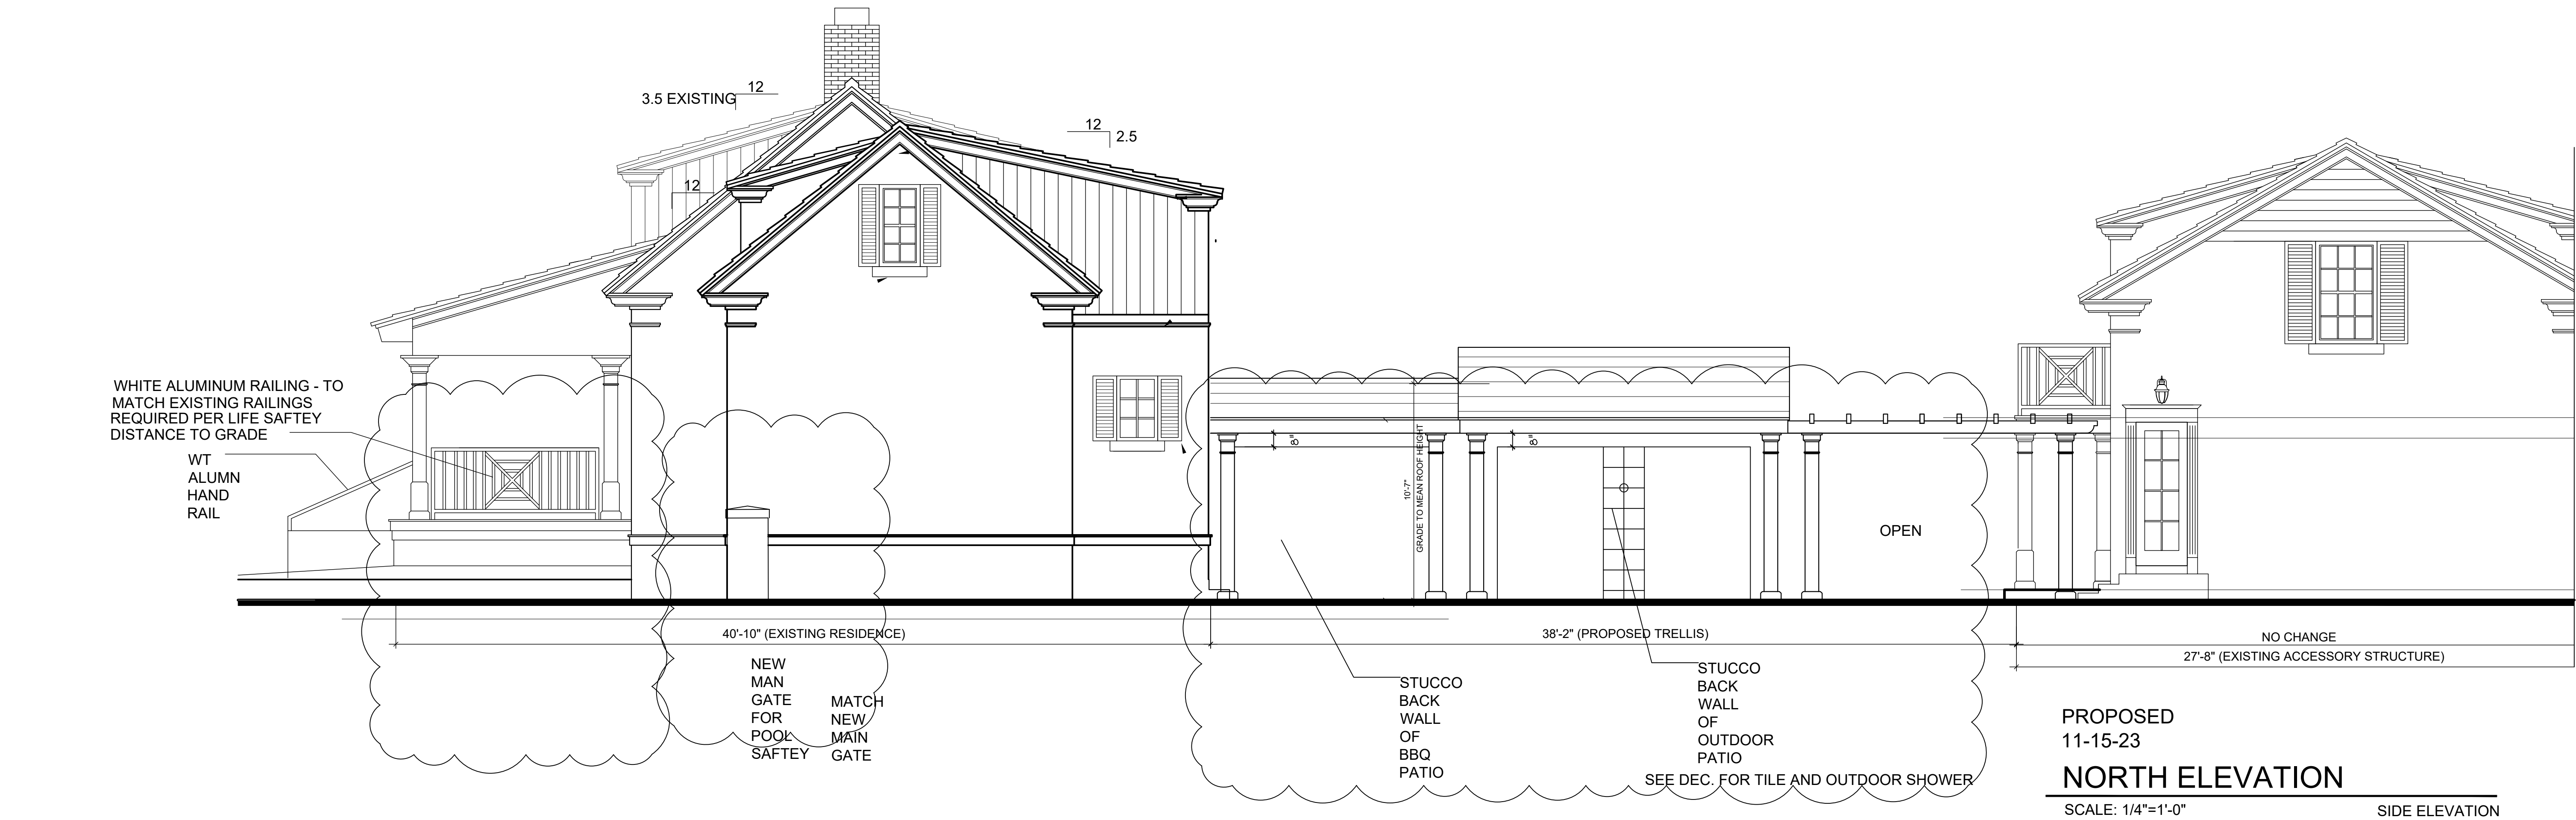 12
3.5 EXISTING
12
2.5
12
WHITE ALUMINUM RAILING - TO
MATCH EXISTING RAILINGS
REQUIRED PER LIFE SAFTEY
DISTANCE TO GRADE
WT
ALUMN
HAND
RAIL
8"
8"
10'-7"
GRADE TO MEAN ROOF HEIGHT
OPEN
40'-10" (EXISTING RESIDENCE)
38'-2" (PROPOSED TRELLIS)
NO CHANGE
27'-8" (EXISTING ACCESSORY STRUCTURE)
NEW
MAN
GATE
FOR
POOL
SAFTEY
MATCH
NEW
MAIN
GATE
STUCCO
BACK
WALL
OF
BBQ
PATIO
STUCCO
BACK
WALL
OF
OUTDOOR
PATIO
SEE DEC. FOR TILE AND OUTDOOR SHOWER
PROPOSED
11-15-23
NORTH ELEVATION
SCALE: 1/4"=1'-0"
SIDE ELEVATION